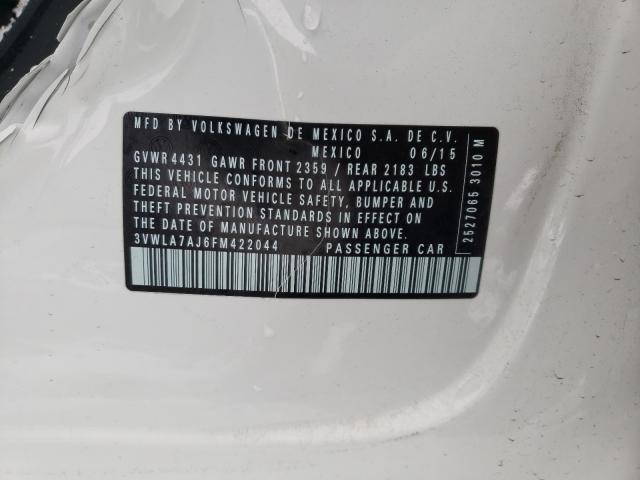 MFD BY VOLKSWAGEN DE MEXICO S.A. DE C.V.
MEXICO 06/15
GVWR 4431 GAWR FRONT 2359 / REAR 2183 LBS
THIS VEHICLE CONFORMS TO ALL APPLICABLE U.S.
FEDERAL MOTOR VEHICLE SAFETY, BUMPER AND
THEFT PREVENTION STANDARDS IN EFFECT ON
THE DATE OF MANUFACTURE SHOWN ABOVE.
3VWLA7AJ6FM422044 PASSENGER CAR
2527065 3010 M